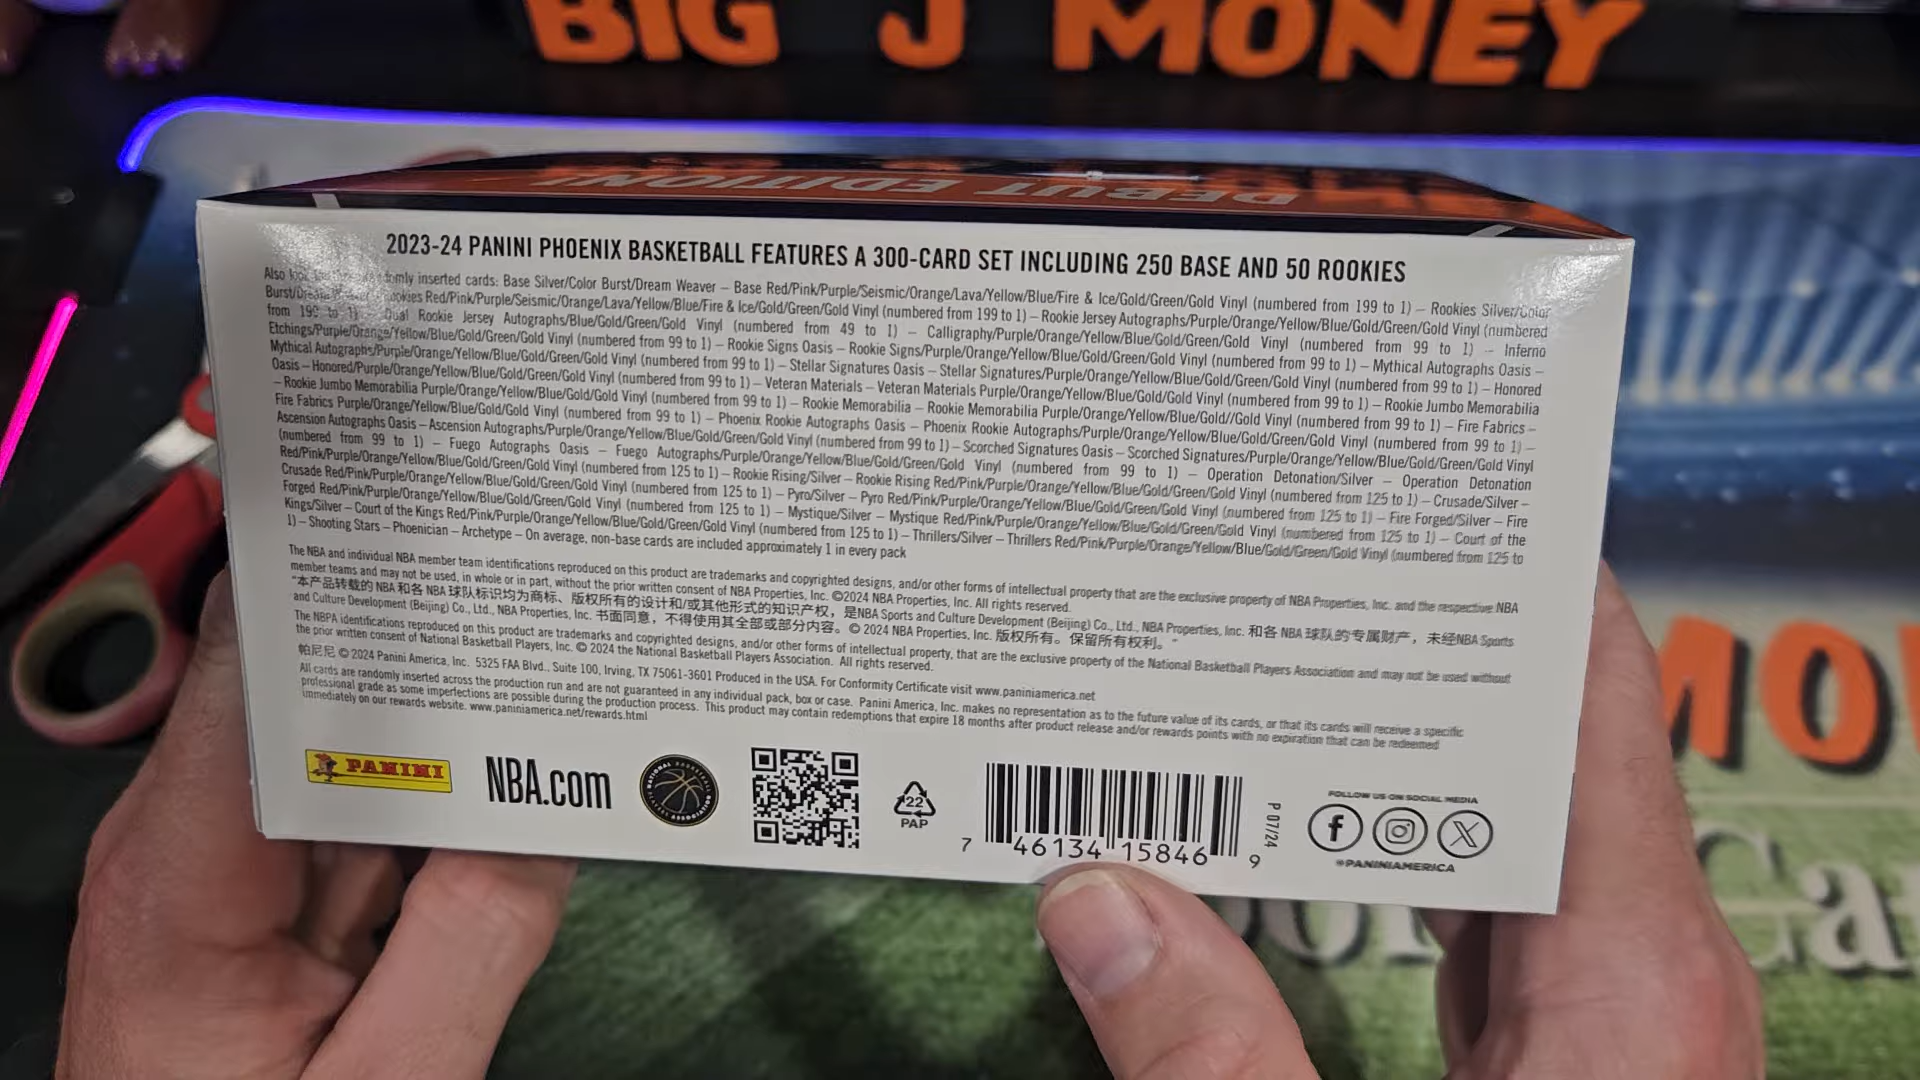 BIG J MONEY
DEBUT EDITION!
2023-24 PANINI PHOENIX BASKETBALL FEATURES A 300-CARD SET INCLUDING 250 BASE AND 50 ROOKIES
Also inserted cards: Base Silver/Color Burst/Dream Weaver – Base Red/Pink/Purple/Seismic/Orange/Lava/Yellow/Blue/Fire & Ice/Gold/Green/Gold Vinyl (numbered from 199 to 1) – Rookies Silver/Color
Rookies Red/Pink/Purple/Seismic/Orange/Lava/Yellow/Blue/Fire & Ice/Gold/Green/Gold Vinyl (numbered from 199 to 1) – Rookie Jersey Autographs/Purple/Orange/Yellow/Blue/Gold/Green/Gold Vinyl (numbered
from 199 to 1) – Dual Rookie Jersey Autographs/Blue/Gold/Green/Gold Vinyl (numbered from 49 to 1) – Calligraphy/Purple/Orange/Yellow/Blue/Gold/Green/Gold Vinyl (numbered from 99 to 1) – Inferno
Etchings/Purple/Orange/Yellow/Blue/Gold/Green/Gold Vinyl (numbered from 99 to 1) – Rookie Signs Oasis – Rookie Signs/Purple/Orange/Yellow/Blue/Gold/Green/Gold Vinyl (numbered from 99 to 1) – Mythical Autographs Oasis –
Mythical Autographs/Purple/Orange/Yellow/Blue/Gold/Green/Gold Vinyl (numbered from 99 to 1) – Stellar Signatures Oasis – Stellar Signatures/Purple/Orange/Yellow/Blue/Gold/Green/Gold Vinyl (numbered from 99 to 1) – Honored
Oasis – Honored/Purple/Orange/Yellow/Blue/Gold/Green/Gold Vinyl (numbered from 99 to 1) – Veteran Materials – Veteran Materials Purple/Orange/Yellow/Blue/Gold/Green/Gold Vinyl (numbered from 99 to 1) – Rookie Jumbo Memorabilia
– Rookie Jumbo Memorabilia Purple/Orange/Yellow/Blue/Gold/Gold Vinyl (numbered from 99 to 1) – Rookie Memorabilia – Rookie Memorabilia Purple/Orange/Yellow/Blue/Gold//Gold Vinyl (numbered from 99 to 1) – Fire Fabrics –
Fire Fabrics Purple/Orange/Yellow/Blue/Gold/Gold Vinyl (numbered from 99 to 1) – Phoenix Rookie Autographs Oasis – Phoenix Rookie Autographs/Purple/Orange/Yellow/Blue/Gold/Green/Gold Vinyl (numbered from 99 to 1) –
Ascension Autographs Oasis – Ascension Autographs/Purple/Orange/Yellow/Blue/Gold/Green/Gold Vinyl (numbered from 99 to 1) – Scorched Signatures Oasis – Scorched Signatures/Purple/Orange/Yellow/Blue/Gold/Green/Gold Vinyl
(numbered from 99 to 1) – Fuego Autographs Oasis – Fuego Autographs/Purple/Orange/Yellow/Blue/Gold/Green/Gold Vinyl (numbered from 99 to 1) – Operation Detonation/Silver – Operation Detonation
Red/Pink/Purple/Orange/Yellow/Blue/Gold/Green/Gold Vinyl (numbered from 125 to 1) – Rookie Rising/Silver – Rookie Rising Red/Pink/Purple/Orange/Yellow/Blue/Gold/Green/Gold Vinyl (numbered from 125 to 1) – Crusade/Silver –
Crusade Red/Pink/Purple/Orange/Yellow/Blue/Gold/Green/Gold Vinyl (numbered from 125 to 1) – Pyro/Silver – Pyro Red/Pink/Purple/Orange/Yellow/Blue/Gold/Green/Gold Vinyl (numbered from 125 to 1) – Fire Forged/Silver – Fire
Forged Red/Pink/Purple/Orange/Yellow/Blue/Gold/Green/Gold Vinyl (numbered from 125 to 1) – Mystique/Silver – Mystique Red/Pink/Purple/Orange/Yellow/Blue/Gold/Green/Gold Vinyl (numbered from 125 to 1) – Court of the
Kings/Silver – Court of the Kings Red/Pink/Purple/Orange/Yellow/Blue/Gold/Green/Gold Vinyl (numbered from 125 to 1) – Thrillers/Silver – Thrillers Red/Pink/Purple/Orange/Yellow/Blue/Gold/Green/Gold Vinyl (numbered from 125 to
1) – Shooting Stars – Phoenician – Archetype – On average, non-base cards are included approximately 1 in every pack
The NBA and individual NBA member team identifications reproduced on this product are trademarks and copyrighted designs, and/or other forms of intellectual property that are the exclusive property of NBA Properties, Inc. and the respective NBA
member teams and may not be used, in whole or in part, without the prior written consent of NBA Properties, Inc. ©2024 NBA Properties, Inc. All rights reserved.
"本产品转载的 NBA 和各 NBA 球队标识均为商标、版权所有的设计和/或其他形式的知识产权，是NBA Sports and Culture Development (Beijing) Co., Ltd., NBA Properties, Inc. 和各 NBA 球队的专属财产，未经NBA Sports
and Culture Development (Beijing) Co., Ltd., NBA Properties, Inc. 书面同意，不得使用其全部或部分内容。© 2024 NBA Properties, Inc. 版权所有。保留所有权利。"
The NBPA identifications reproduced on this product are trademarks and copyrighted designs, and/or other forms of intellectual property, that are the exclusive property of the National Basketball Players Association and may not be used without
the prior written consent of National Basketball Players, Inc. © 2024 the National Basketball Players Association. All rights reserved.
帕尼尼 © 2024 Panini America, Inc. 5325 FAA Blvd., Suite 100, Irving, TX 75061-3601 Produced in the USA. For Conformity Certificate visit www.paniniamerica.net
All cards are randomly inserted across the production run and are not guaranteed in any individual pack, box or case. Panini America, Inc. makes no representation as to the future value of its cards, or that its cards will receive a specific
professional grade as some imperfections are possible during the production process. This product may contain redemptions that expire 18 months after product release and/or rewards points with no expiration that can be redeemed
immediately on our rewards website. www.paniniamerica.net/rewards.html
PANINI
NBA.com
NATIONAL BASKETBALL PLAYERS ASSOCIATION
22
PAP
7 46134 15846 9
P 07/24
FOLLOW US ON SOCIAL MEDIA
@PANINIAMERICA